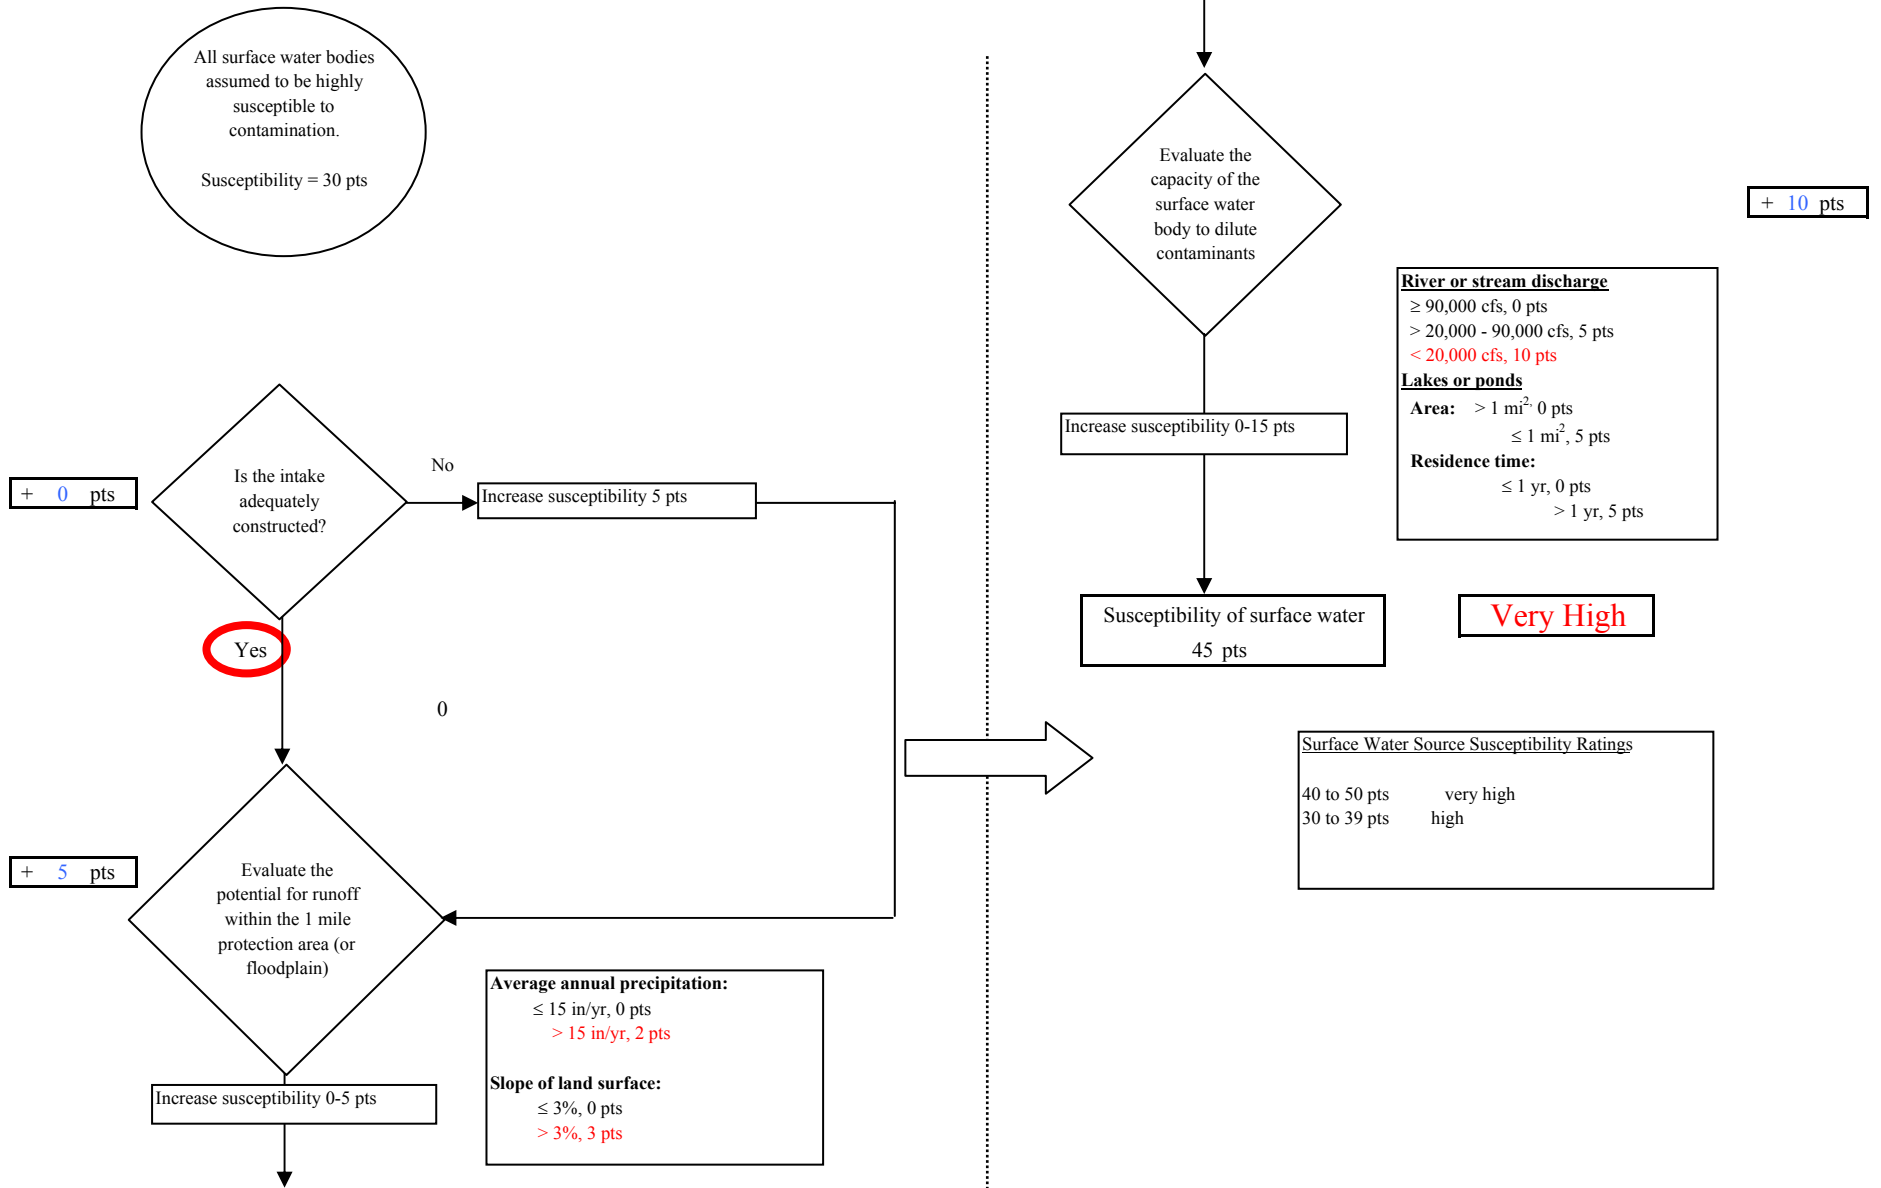 All surface water bodies
assumed to be highly
susceptible to
contamination.
Susceptibility = 30 pts
+ 0 pts
Is the intake
adequately
constructed?
No
Increase susceptibility 5 pts
Yes
0
+ 5 pts
Evaluate the
potential for runoff
within the 1 mile
protection area (or
floodplain)
Average annual precipitation:
≤ 15 in/yr, 0 pts
> 15 in/yr, 2 pts
Slope of land surface:
≤ 3%, 0 pts
> 3%, 3 pts
Increase susceptibility 0-5 pts
Evaluate the
capacity of the
surface water
body to dilute
contaminants
+ 10 pts
River or stream discharge
≥ 90,000 cfs, 0 pts
> 20,000 - 90,000 cfs, 5 pts
< 20,000 cfs, 10 pts
Lakes or ponds
Area: > 1 mi², 0 pts
≤ 1 mi², 5 pts
Residence time:
≤ 1 yr, 0 pts
> 1 yr, 5 pts
Increase susceptibility 0-15 pts
Susceptibility of surface water
45 pts
Very High
Surface Water Source Susceptibility Ratings
40 to 50 pts very high
30 to 39 pts high